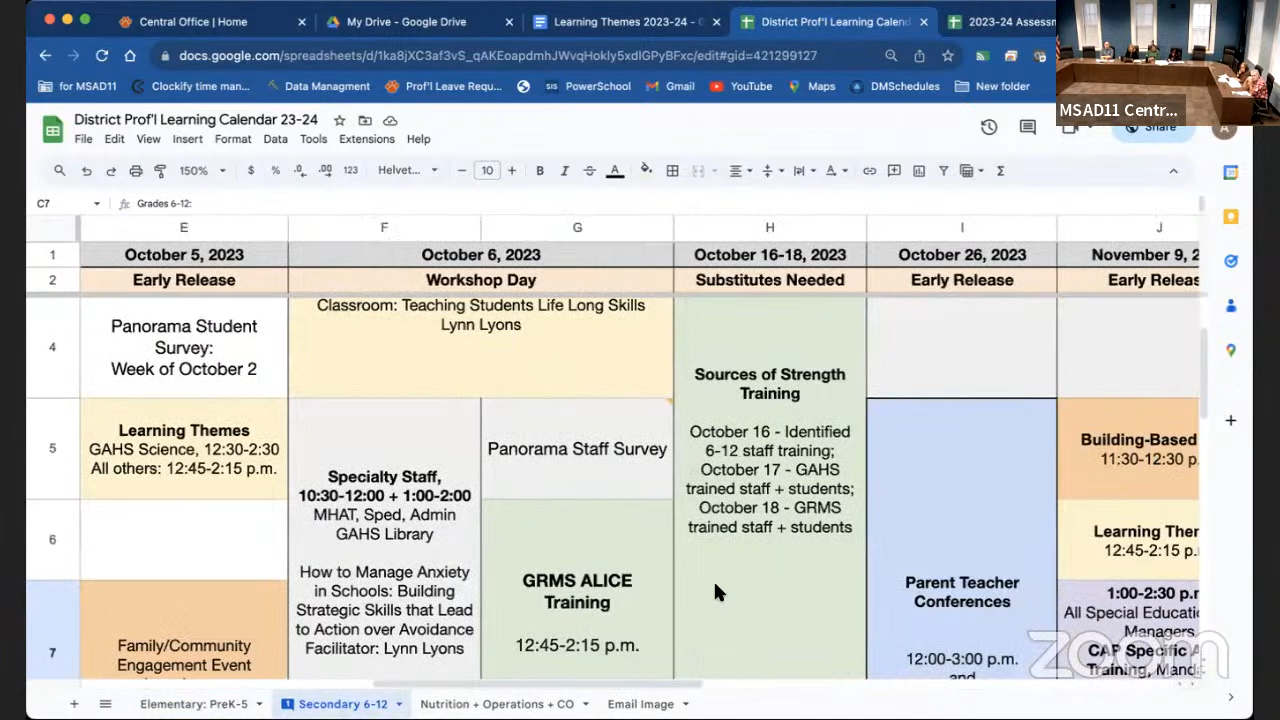 Central Office | Home
My Drive - Google Drive
Learning Themes 2023-24 -
District Prof'l Learning Calend
2023-24 Assessm
docs.google.com/spreadsheets/d/1ka8jXC3af3vS_qAKEoapdmhJWvqHokly5xdIGPyBFxc/edit#gid=421299127
for MSAD11
Clockify time man...
Data Managment
Prof'l Leave Requ...
SIS PowerSchool
Gmail
YouTube
Maps
DMSchedules
New folder
MSAD11 Centr...
District Prof'l Learning Calendar 23-24
Share
A
File Edit View Insert Format Data Tools Extensions Help
150% $ % .0 .00 123 Helvet... 10 B I A
C7 fx Grades 6-12:
E F G H I J
1 October 5, 2023 October 6, 2023 October 16-18, 2023 October 26, 2023 November 9, 2
2 Early Release Workshop Day Substitutes Needed Early Release Early Releas
4
Panorama Student
Survey:
Week of October 2
Classroom: Teaching Students Life Long Skills
Lynn Lyons
Sources of Strength
Training
October 16 - Identified
6-12 staff training;
October 17 - GAHS
trained staff + students;
October 18 - GRMS
trained staff + students
5
Learning Themes
GAHS Science, 12:30-2:30
All others: 12:45-2:15 p.m.
Specialty Staff,
10:30-12:00 + 1:00-2:00
MHAT, Sped, Admin
GAHS Library
How to Manage Anxiety
in Schools: Building
Strategic Skills that Lead
to Action over Avoidance
Facilitator: Lynn Lyons
Panorama Staff Survey
Building-Based
11:30-12:30 p.
6
GRMS ALICE
Training
12:45-2:15 p.m.
Parent Teacher
Conferences
12:00-3:00 p.m.
and
Learning Ther
12:45-2:15 p.
7
Family/Community
Engagement Event
1:00-2:30 p.r
All Special Educati
Managers
CAP Specific A
Training, Mand
zoom
Elementary: PreK-5
1 Secondary 6-12
Nutrition + Operations + CO
Email Image